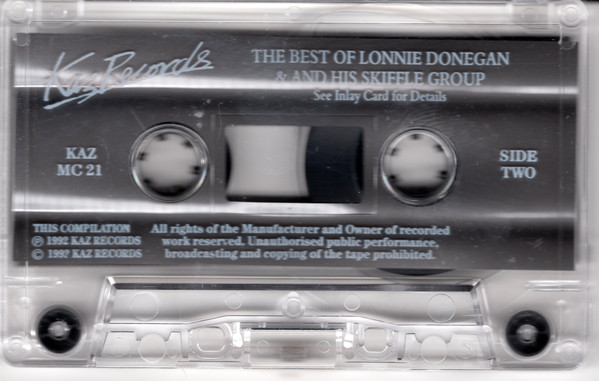 Kaz Records
THE BEST OF LONNIE DONEGAN
& AND HIS SKIFFLE GROUP
See Inlay Card for Details
KAZ
MC 21
SIDE
TWO
THIS COMPILATION
℗ 1992 KAZ RECORDS
© 1992 KAZ RECORDS
All rights of the Manufacturer and Owner of recorded
work reserved. Unauthorised public performance,
broadcasting and copying of the tape prohibited.